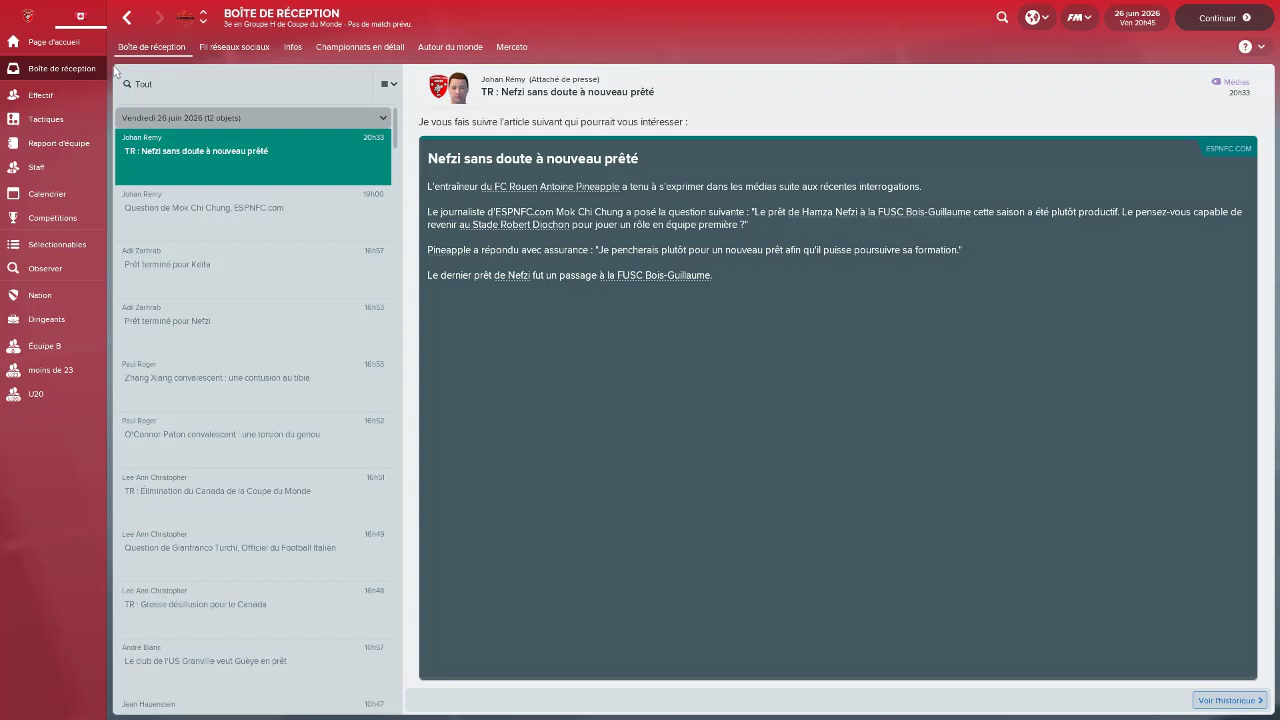 BOÎTE DE RÉCEPTION
3e en Groupe H de Coupe du Monde - Pas de match prévu.
FM
26 juin 2026
Ven 20h45
Continuer
Boîte de réception
Fil réseaux sociaux
Infos
Championnats en détail
Autour du monde
Mercato
?
Page d'accueil
Boîte de réception
Effectif
Tactiques
Rapport d'équipe
Staff
Calendrier
Compétitions
Sélectionnables
Observer
Nation
Dirigeants
Équipe B
moins de 23
U20
Tout
Vendredi 26 juin 2026 (12 objets)
Johan Rémy 20h33
TR : Nefzi sans doute à nouveau prêté
Johan Rémy 19h00
Question de Mok Chi Chung, ESPNFC.com
Adli Zarhrab 16h57
Prêt terminé pour Keïta
Adli Zarhrab 16h53
Prêt terminé pour Nefzi
Paul Roger 16h53
Zhang Xiang convalescent : une contusion au tibia
Paul Roger 16h52
O'Connor-Paton convalescent : une torsion du genou
Lee Ann Christopher 16h51
TR : Élimination du Canada de la Coupe du Monde
Lee Ann Christopher 16h49
Question de Gianfranco Turchi, Officiel du Football Italien
Lee Ann Christopher 16h48
TR : Grosse désillusion pour le Canada
André Blanc 10h57
Le club de l'US Granville veut Guèye en prêt
Jean Hauenstein 10h47
Johan Rémy (Attaché de presse)
TR : Nefzi sans doute à nouveau prêté
Médias
20h33
Je vous fais suivre l'article suivant qui pourrait vous intéresser :
ESPNFC.COM
Nefzi sans doute à nouveau prêté
L'entraîneur du FC Rouen Antoine Pineapple a tenu à s'exprimer dans les médias suite aux récentes interrogations.
Le journaliste d'ESPNFC.com Mok Chi Chung a posé la question suivante : "Le prêt de Hamza Nefzi à la FUSC Bois-Guillaume cette saison a été plutôt productif. Le pensez-vous capable de
revenir au Stade Robert Diochon pour jouer un rôle en équipe première ?"
Pineapple a répondu avec assurance : "Je pencherais plutôt pour un nouveau prêt afin qu'il puisse poursuivre sa formation."
Le dernier prêt de Nefzi fut un passage à la FUSC Bois-Guillaume.
Voir l'historique